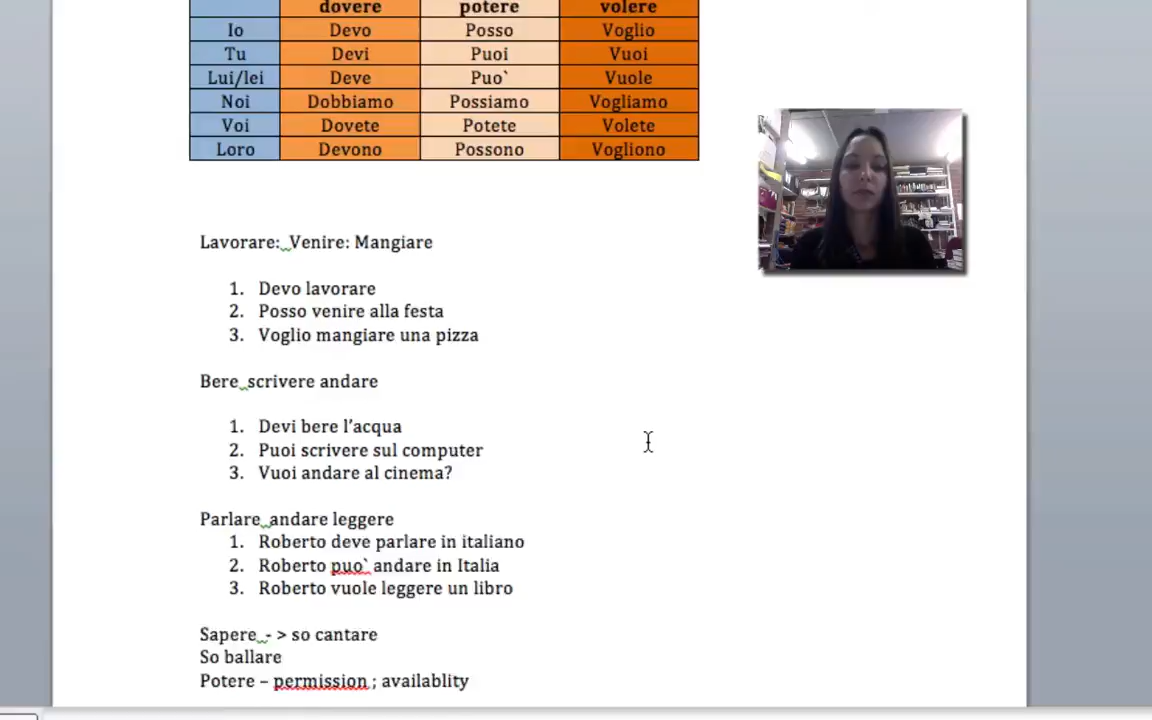 dovere potere volere
Io Devo Posso Voglio
Tu Devi Puoi Vuoi
Lui/lei Deve Puo` Vuole
Noi Dobbiamo Possiamo Vogliamo
Voi Dovete Potete Volete
Loro Devono Possono Vogliono
Lavorare: Venire: Mangiare
1. Devo lavorare
2. Posso venire alla festa
3. Voglio mangiare una pizza
Bere scrivere andare
1. Devi bere l’acqua
2. Puoi scrivere sul computer
3. Vuoi andare al cinema?
Parlare andare leggere
1. Roberto deve parlare in italiano
2. Roberto puo` andare in Italia
3. Roberto vuole leggere un libro
Sapere - > so cantare
So ballare
Potere – permission ; availablity